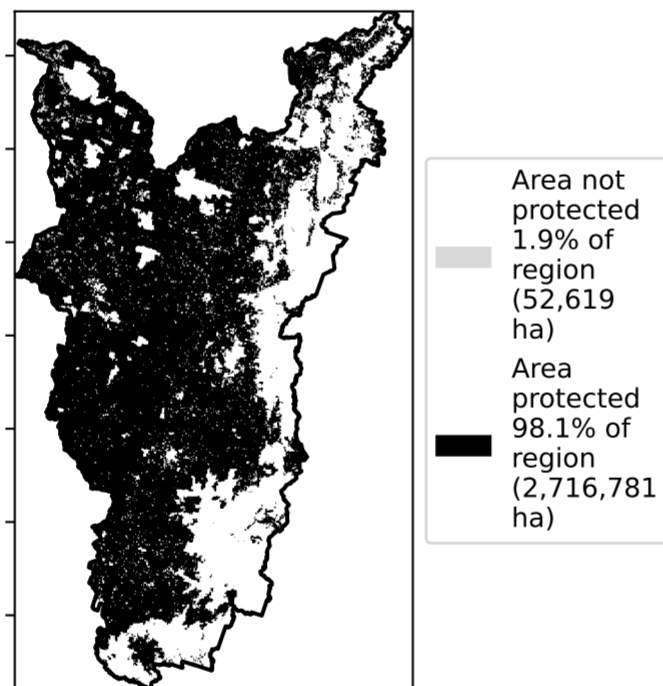 Area not
protected
1.9% of
region
(52,619
ha)
Area
protected
98.1% of
region
(2,716,781
ha)